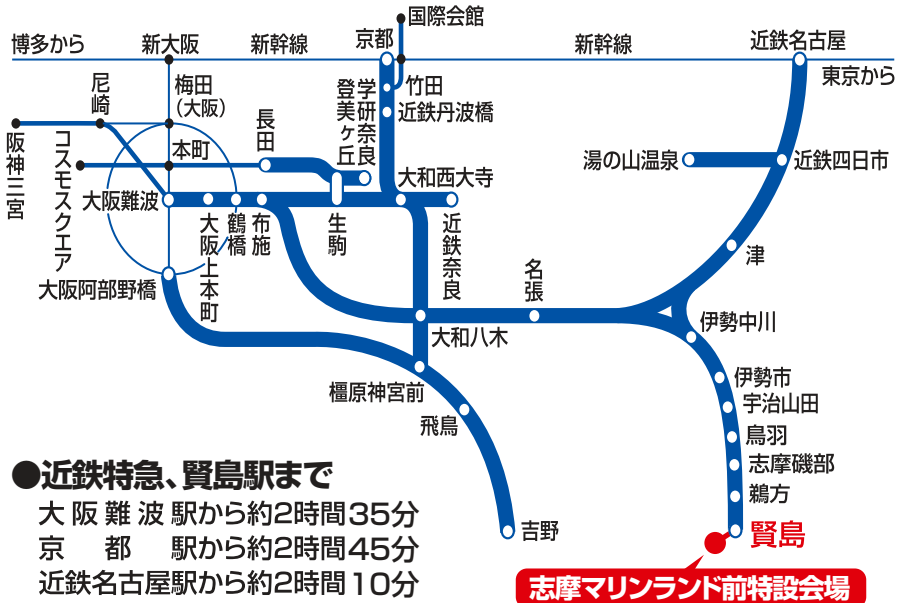 国際会館
博多から
新大阪
新幹線
京都
新幹線
近鉄名古屋
東京から
尼崎
梅田
（大阪）
長田
登美ヶ丘
学研奈良
竹田
近鉄丹波橋
阪神三宮
コスモスクエア
本町
湯の山温泉
近鉄四日市
大阪難波
大和西大寺
大阪上本町
鶴橋
布施
生駒
近鉄奈良
津
名張
大阪阿部野橋
大和八木
伊勢中川
橿原神宮前
伊勢市
宇治山田
飛鳥
鳥羽
志摩磯部
鵜方
吉野
賢島
志摩マリンランド前特設会場
●近鉄特急、賢島駅まで
大阪難波駅から約2時間35分
京都駅から約2時間45分
近鉄名古屋駅から約2時間10分